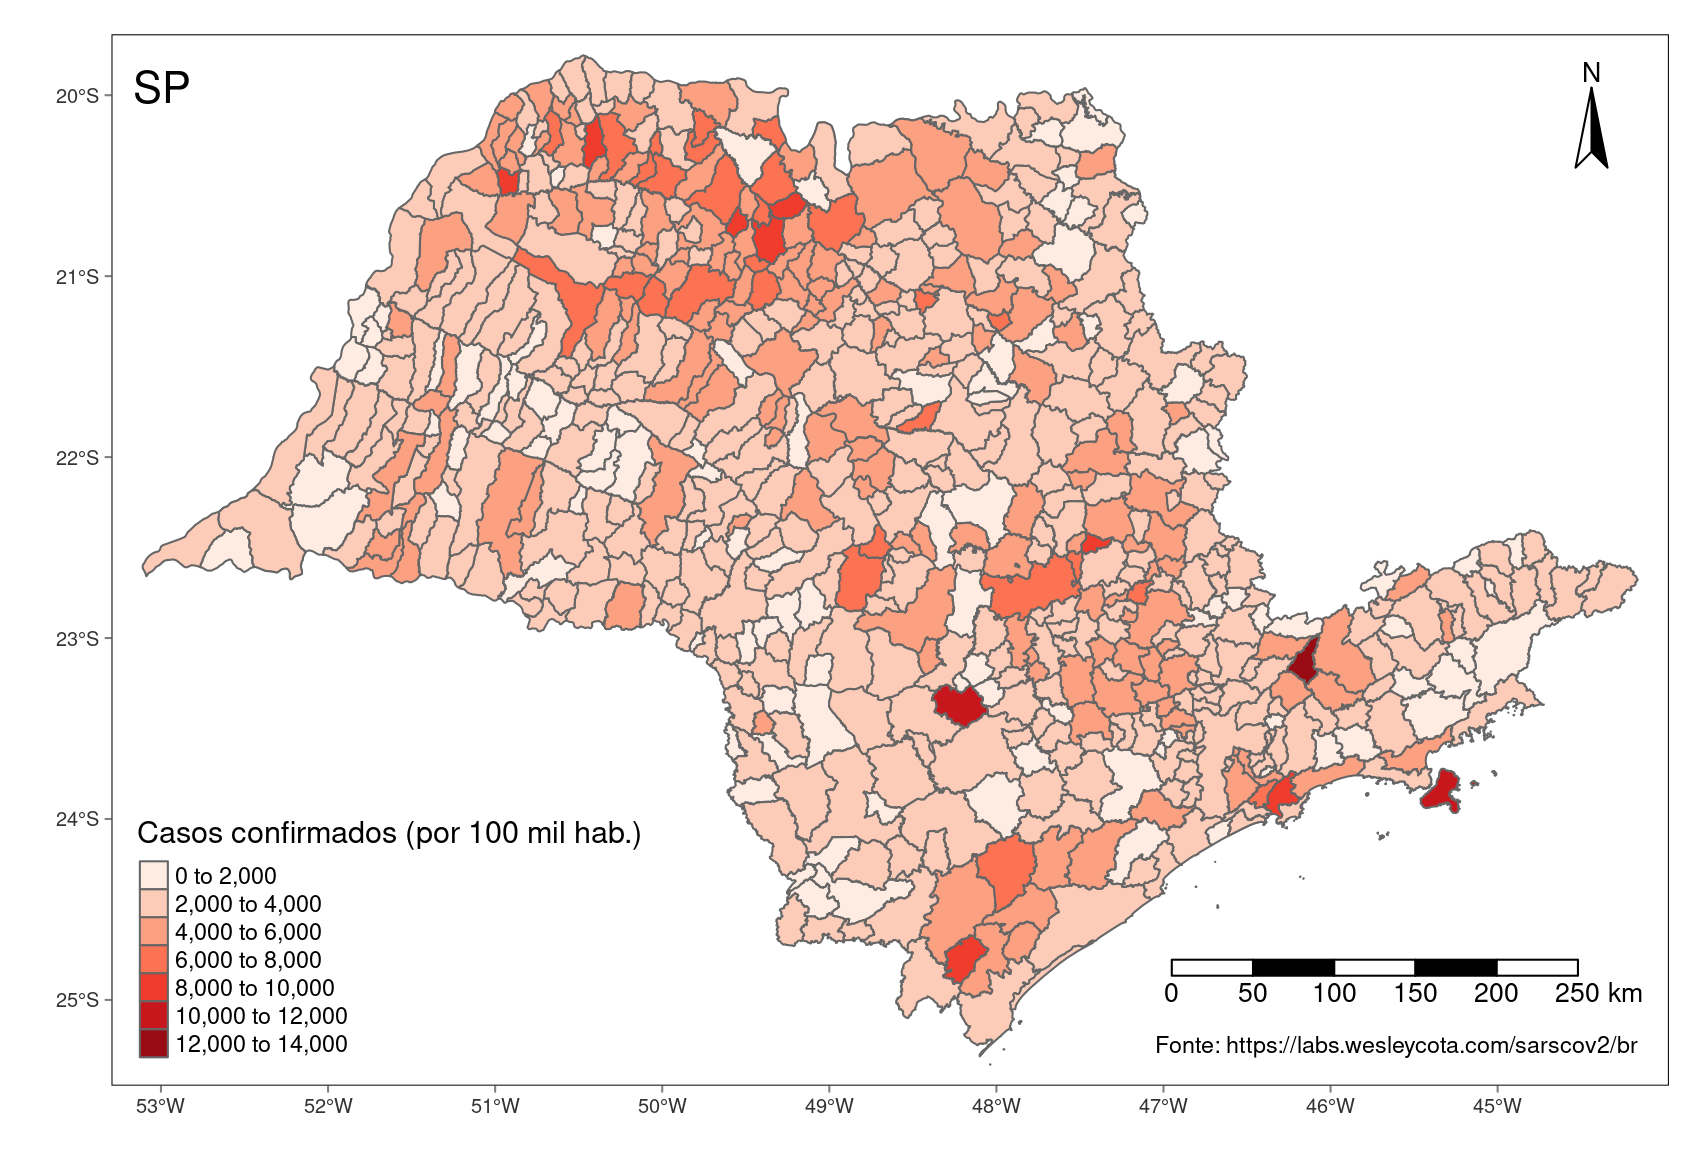 SP
N
20°S
21°S
22°S
23°S
24°S
25°S
Casos confirmados (por 100 mil hab.)
0 to 2,000
2,000 to 4,000
4,000 to 6,000
6,000 to 8,000
8,000 to 10,000
10,000 to 12,000
12,000 to 14,000
0 50 100 150 200 250 km
Fonte: https://labs.wesleycota.com/sarscov2/br
53°W 52°W 51°W 50°W 49°W 48°W 47°W 46°W 45°W